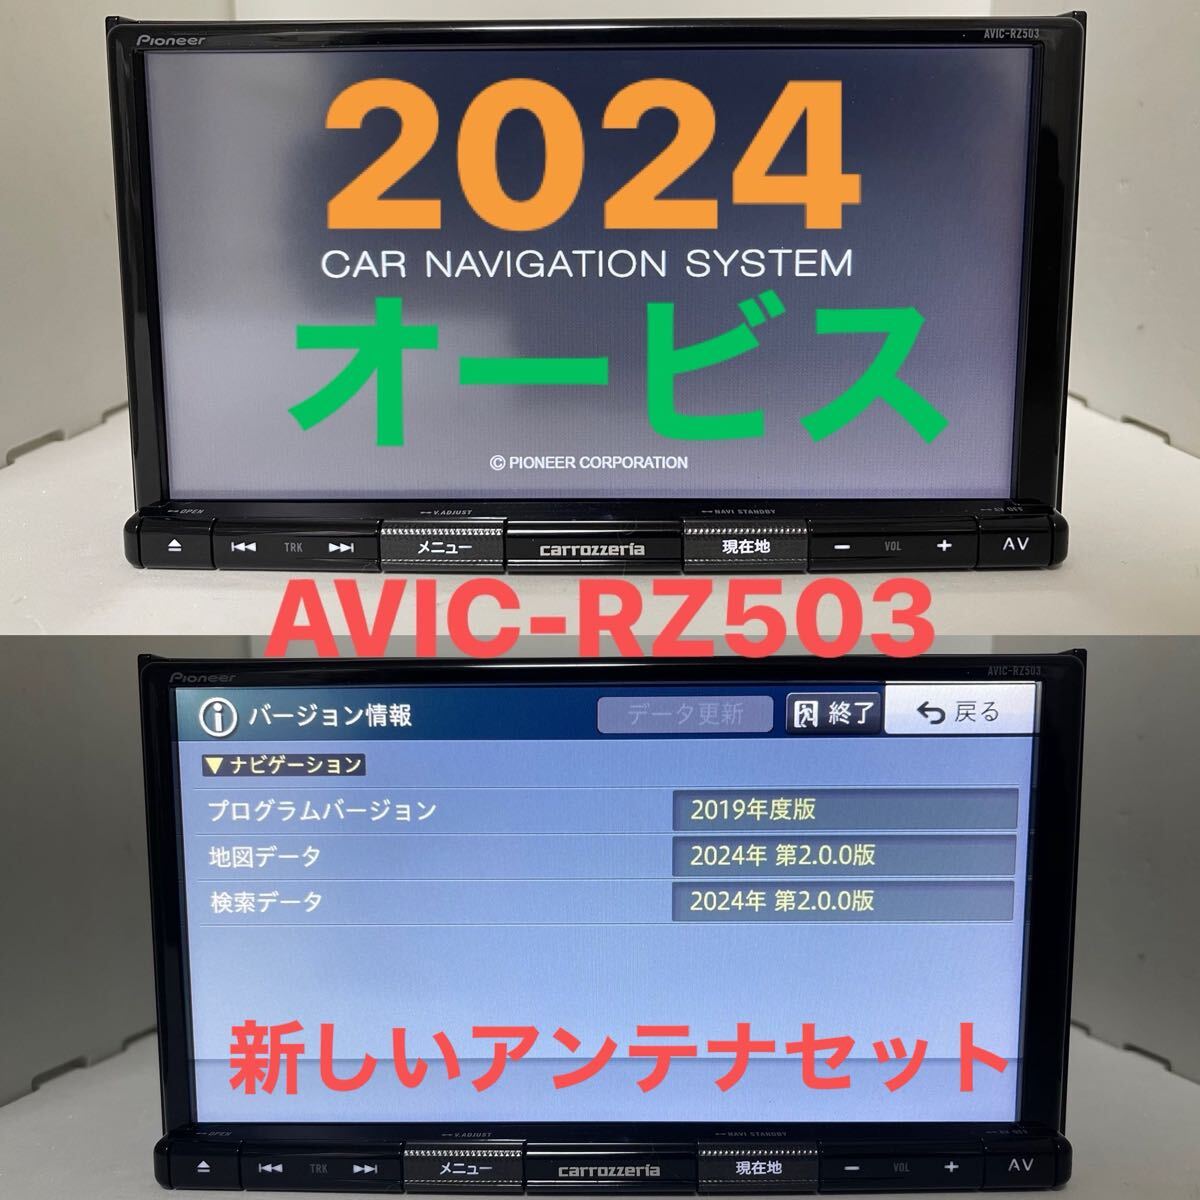 Pioneer AVIC-RZ503
2024
CAR NAVIGATION SYSTEM
オービス
© PIONEER CORPORATION
OPEN V.ADJUST NAVI STANDBY AV OFF
TRK メニュー carrozzeria 現在地 − VOL + AV
AVIC-RZ503
Pioneer AVIC-RZ503
バージョン情報 データ更新 終了 戻る
▼ナビゲーション
プログラムバージョン 2019年度版
地図データ 2024年 第2.0.0版
検索データ 2024年 第2.0.0版
新しいアンテナセット
OPEN V.ADJUST NAVI STANDBY AV OFF
TRK メニュー carrozzeria 現在地 − VOL + AV